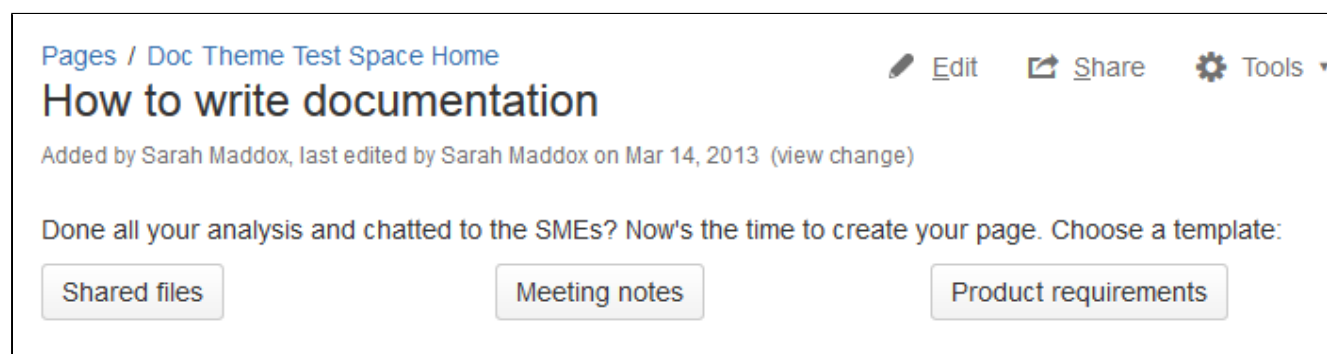 Pages / Doc Theme Test Space Home
Edit Share Tools
How to write documentation
Added by Sarah Maddox, last edited by Sarah Maddox on Mar 14, 2013 (view change)
Done all your analysis and chatted to the SMEs? Now's the time to create your page. Choose a template:
Shared files Meeting notes Product requirements